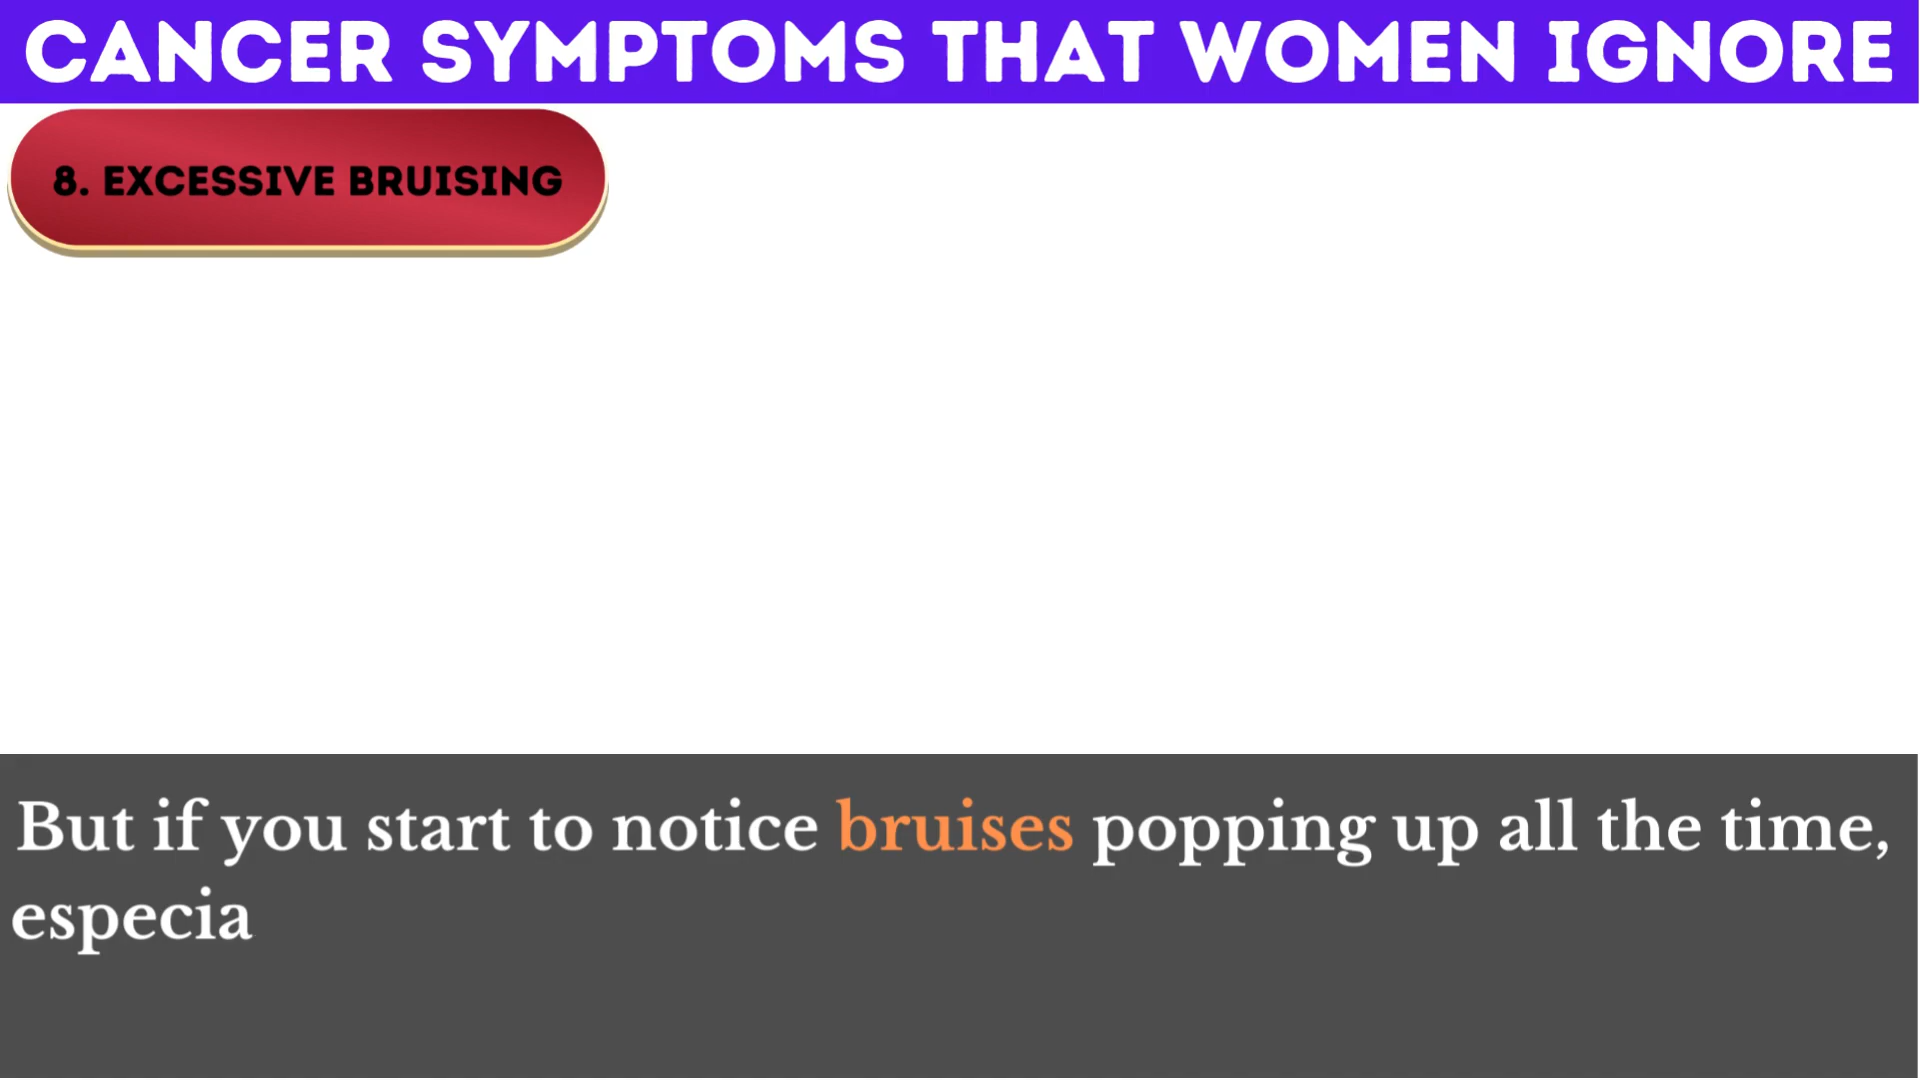 CANCER SYMPTOMS THAT WOMEN IGNORE
8. EXCESSIVE BRUISING
But if you start to notice bruises popping up all the time,
especia